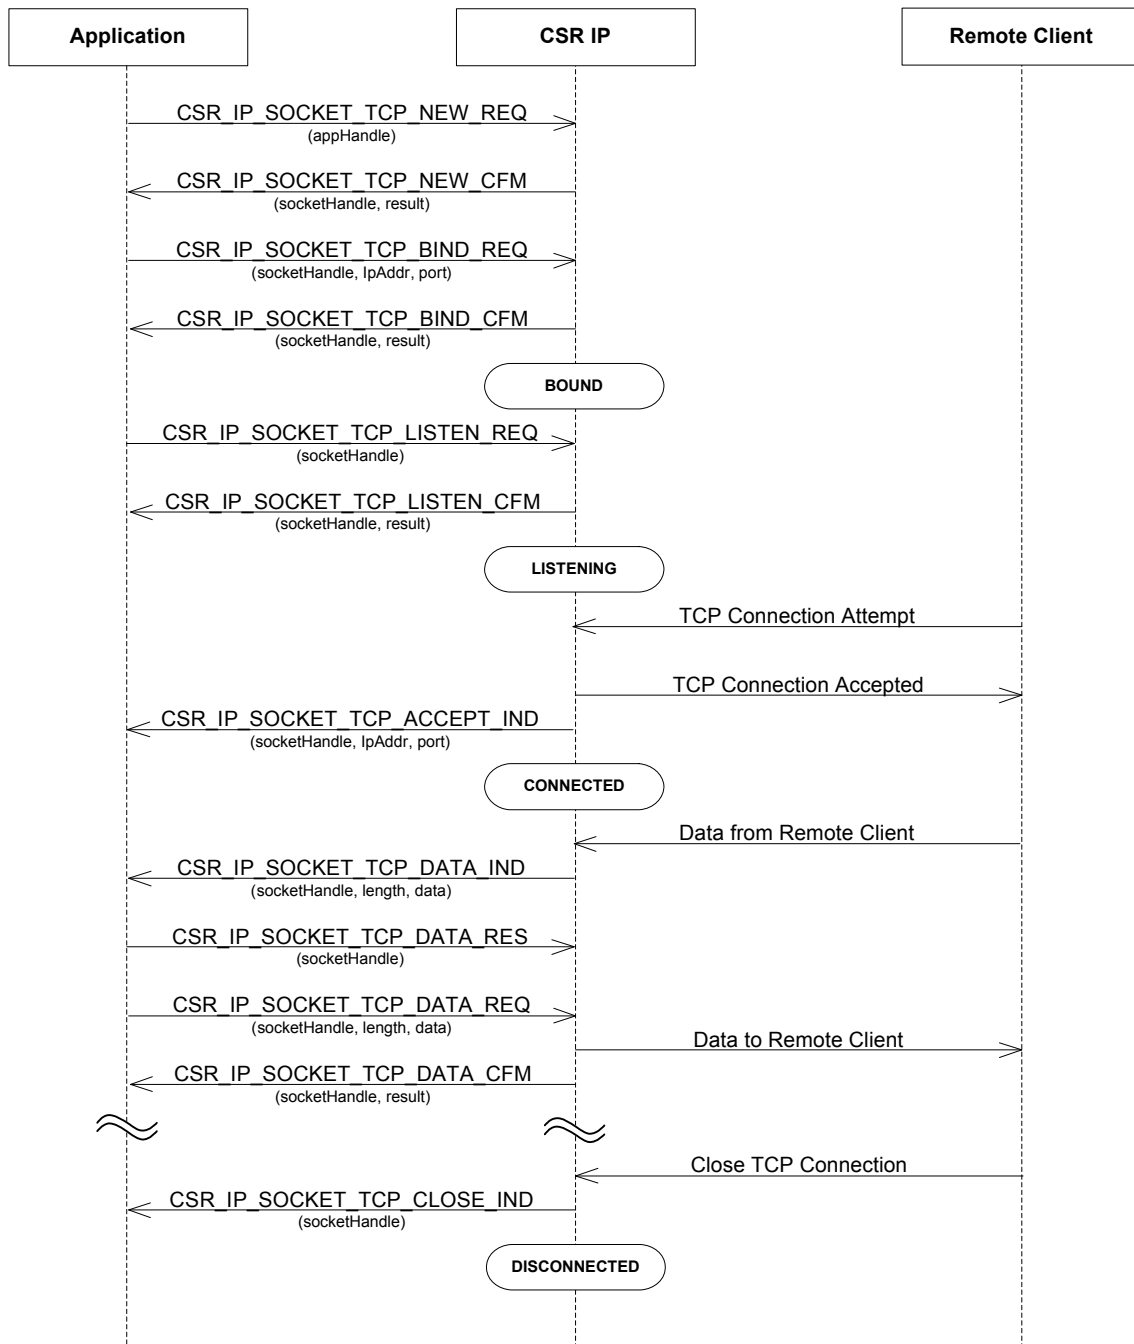 Application
CSR IP
Remote Client
CSR_IP_SOCKET_TCP_NEW_REQ
(appHandle)
CSR_IP_SOCKET_TCP_NEW_CFM
(socketHandle, result)
CSR_IP_SOCKET_TCP_BIND_REQ
(socketHandle, IpAddr, port)
CSR_IP_SOCKET_TCP_BIND_CFM
(socketHandle, result)
BOUND
CSR_IP_SOCKET_TCP_LISTEN_REQ
(socketHandle)
CSR_IP_SOCKET_TCP_LISTEN_CFM
(socketHandle, result)
LISTENING
TCP Connection Attempt
TCP Connection Accepted
CSR_IP_SOCKET_TCP_ACCEPT_IND
(socketHandle, IpAddr, port)
CONNECTED
Data from Remote Client
CSR_IP_SOCKET_TCP_DATA_IND
(socketHandle, length, data)
CSR_IP_SOCKET_TCP_DATA_RES
(socketHandle)
CSR_IP_SOCKET_TCP_DATA_REQ
(socketHandle, length, data)
Data to Remote Client
CSR_IP_SOCKET_TCP_DATA_CFM
(socketHandle, result)
Close TCP Connection
CSR_IP_SOCKET_TCP_CLOSE_IND
(socketHandle)
DISCONNECTED